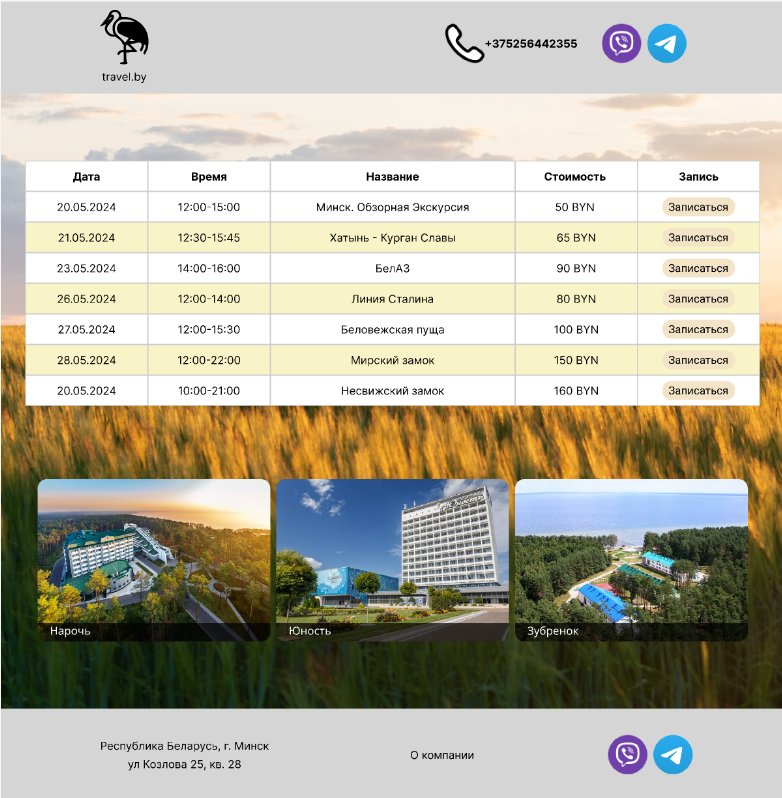 travel.by
+375256442355
Дата Время Название Стоимость Запись
20.05.2024 12:00-15:00 Минск. Обзорная Экскурсия 50 BYN Записаться
21.05.2024 12:30-15:45 Хатынь - Курган Славы 65 BYN Записаться
23.05.2024 14:00-16:00 БелАЗ 90 BYN Записаться
26.05.2024 12:00-14:00 Линия Сталина 80 BYN Записаться
27.05.2024 12:00-15:30 Беловежская пуща 100 BYN Записаться
28.05.2024 12:00-22:00 Мирский замок 150 BYN Записаться
20.05.2024 10:00-21:00 Несвижский замок 160 BYN Записаться
Нарочь
Юность
Зубренок
Республика Беларусь, г. Минск
ул Козлова 25, кв. 28
О компании